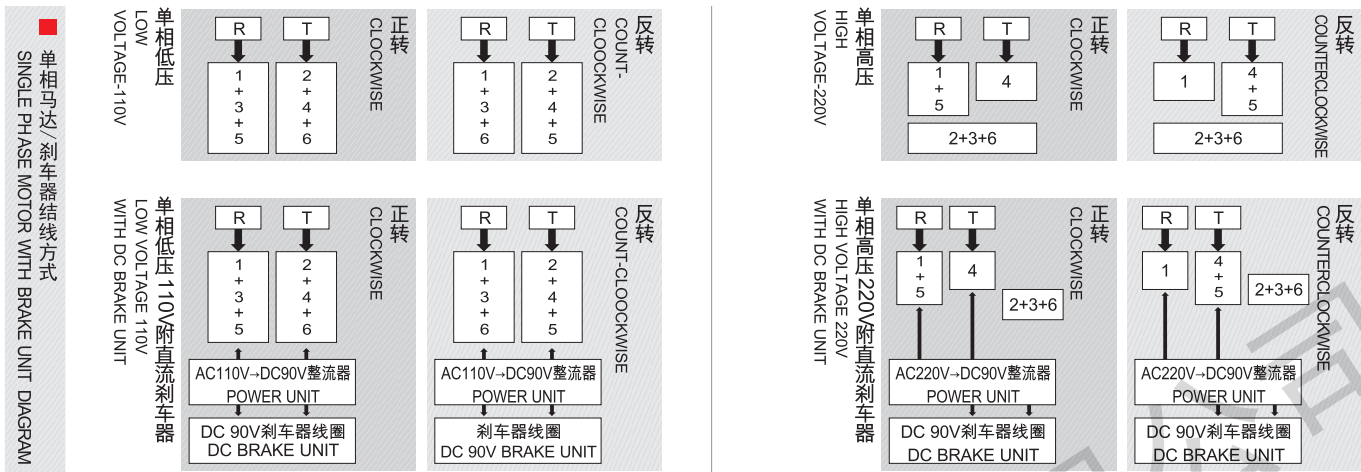 单相马达/刹车器结线方式
SINGLE PHASE MOTOR WITH BRAKE UNIT DIAGRAM
单相低压
LOW
VOLTAGE-110V
正转
CLOCKWISE
R
T
1+3+5
2+4+6
反转
COUNT-
CLOOCKWISE
R
T
1+3+6
2+4+5
单相低压 110V附直流刹车器
LOW VOLTAGE 110V
WITH DC BRAKE UNIT
正转
CLOCKWISE
R
T
1+3+5
2+4+6
AC110V→DC90V整流器
POWER UNIT
DC 90V刹车器线圈
DC BRAKE UNIT
反转
COUNT-CLOOCKWISE
R
T
1+3+6
2+4+5
AC110V→DC90V整流器
POWER UNIT
刹车器线圈
DC 90V BRAKE UNIT
单相高压
HIGH
VOLTAGE-220V
正转
CLOCKWISE
R
T
1+5
4
2+3+6
反转
COUNTERCLOCKWISE
R
T
1
4+5
2+3+6
单相高压 220V附直流刹车器
HIGH VOLTAGE 220V
WITH DC BRAKE UNIT
正转
CLOCKWISE
R
T
1+5
4
2+3+6
AC220V→DC90V整流器
POWER UNIT
DC 90V刹车器线圈
DC BRAKE UNIT
反转
COUNTERCLOCKWISE
R
T
1
4+5
2+3+6
AC220V→DC90V整流器
POWER UNIT
DC 90V刹车器线圈
DC BRAKE UNIT